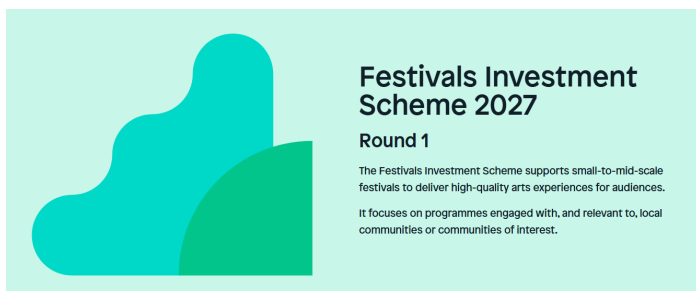 Festivals Investment
Scheme 2027
Round 1
The Festivals Investment Scheme supports small-to-mid-scale
festivals to deliver high-quality arts experiences for audiences.
It focuses on programmes engaged with, and relevant to, local
communities or communities of interest.